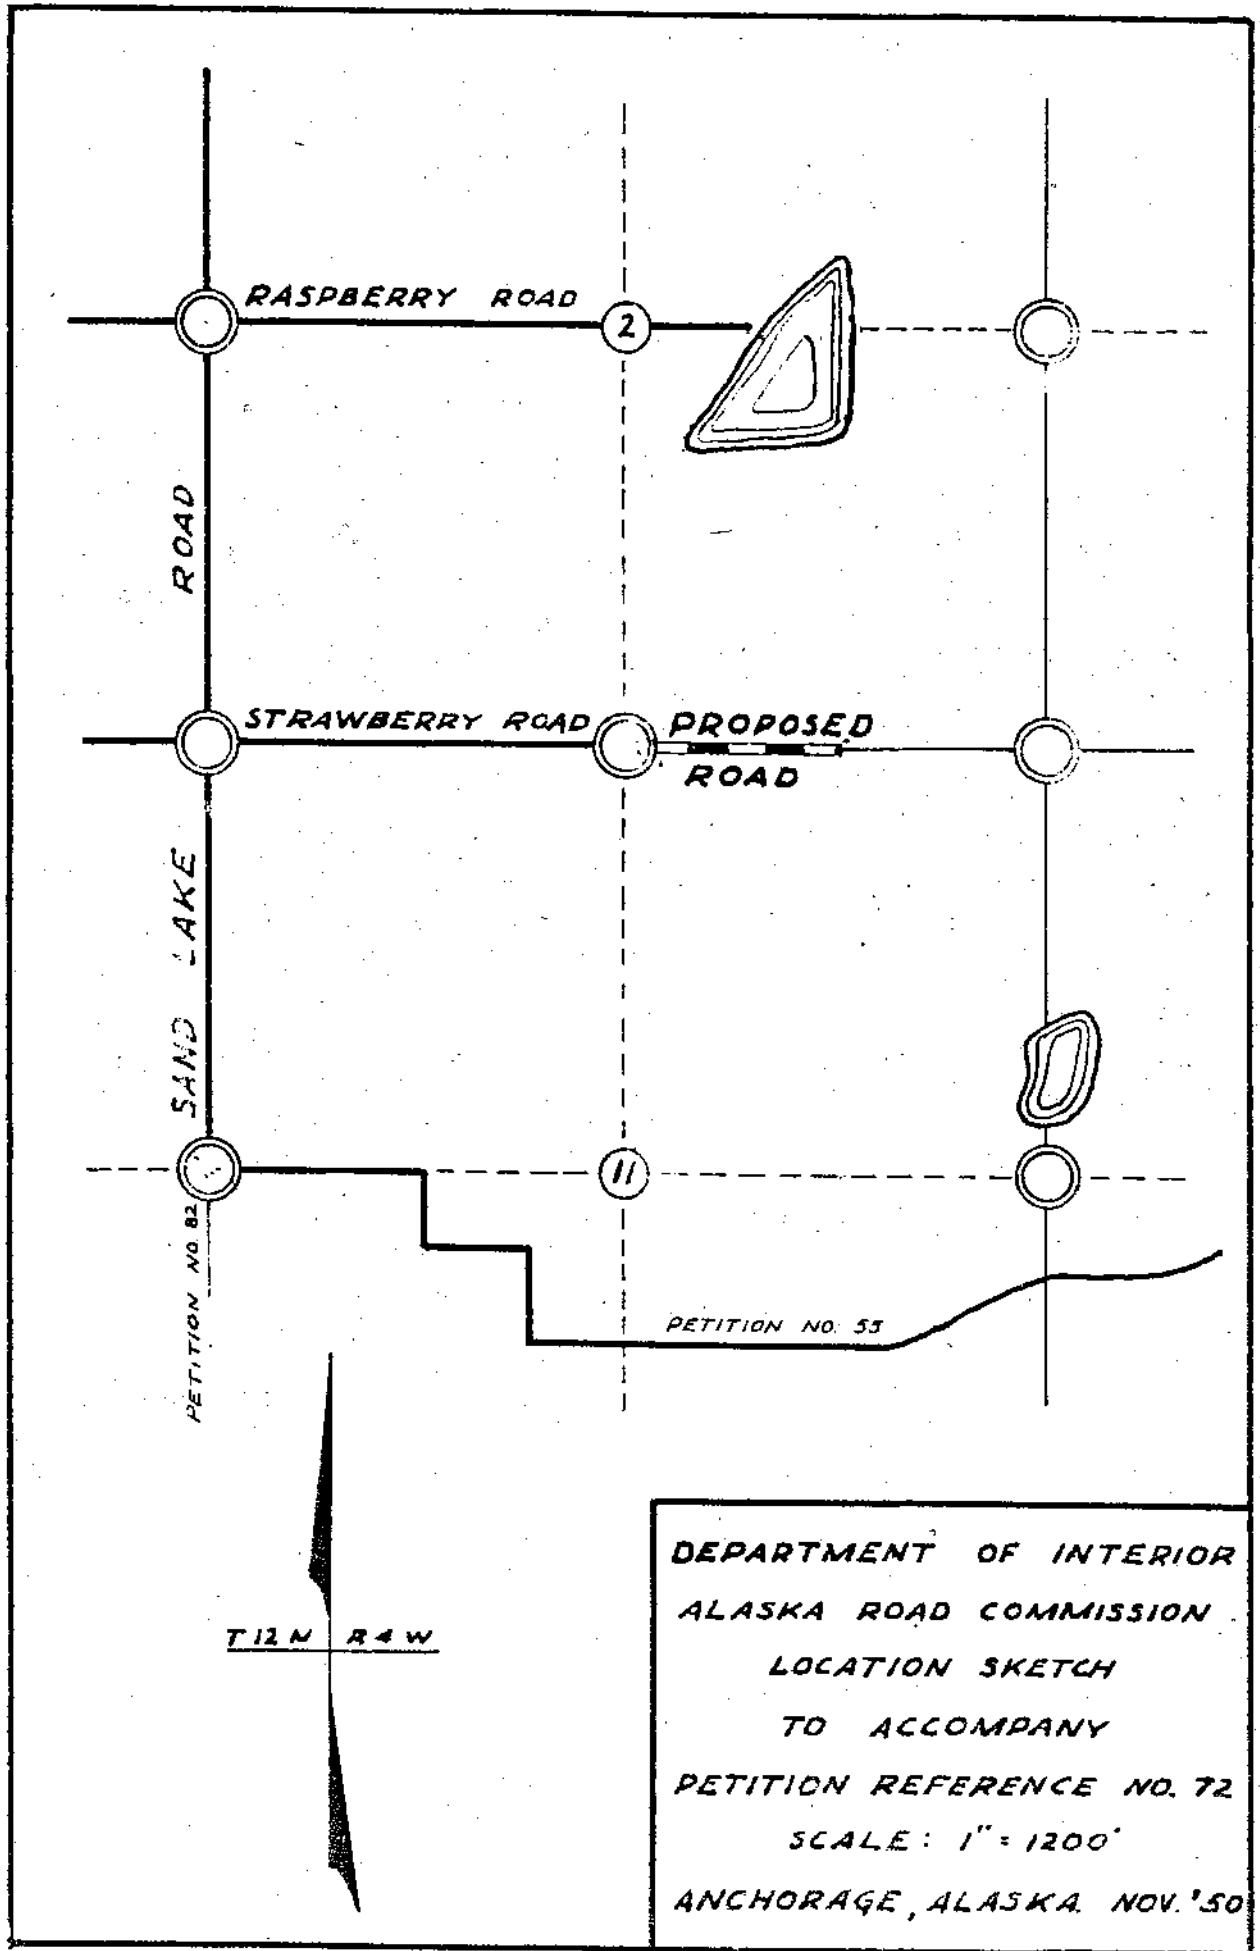 RASPBERRY ROAD
2
SAND LAKE ROAD
STRAWBERRY ROAD
PROPOSED
ROAD
11
PETITION NO. 82
PETITION NO. 55
T 12 N R 4 W
DEPARTMENT OF INTERIOR
ALASKA ROAD COMMISSION
LOCATION SKETCH
TO ACCOMPANY
PETITION REFERENCE NO. 72
SCALE: 1" = 1200'
ANCHORAGE, ALASKA. NOV. '50